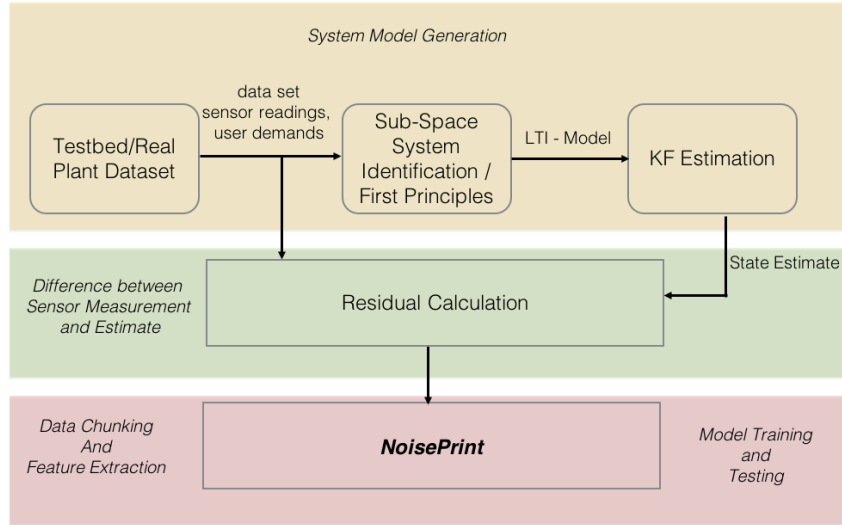 System Model Generation
data set
sensor readings,
user demands
Testbed/Real
Plant Dataset
Sub-Space
System
Identification /
First Principles
LTI - Model
KF Estimation
State Estimate
Difference between
Sensor Measurement
and Estimate
Residual Calculation
Data Chunking
And
Feature Extraction
NoisePrint
Model Training
and
Testing